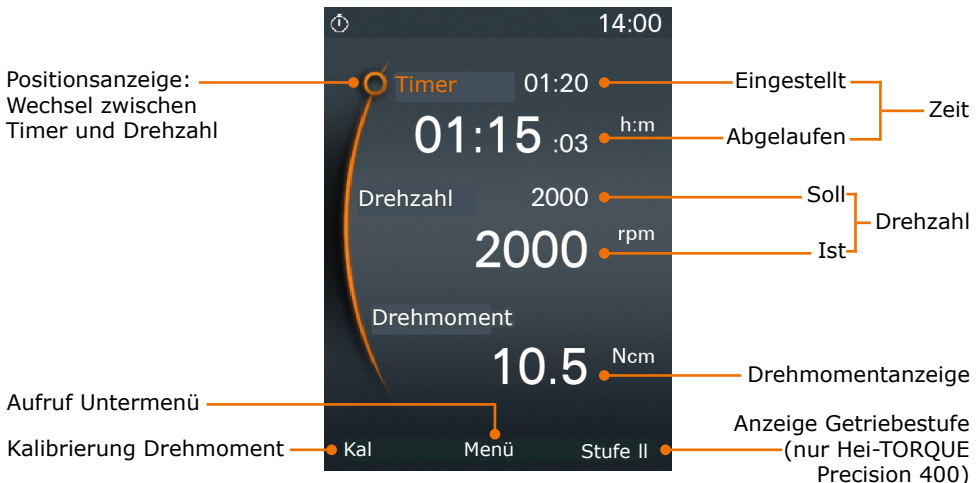 14:00
Positionsanzeige:
Wechsel zwischen
Timer und Drehzahl
Timer 01:20
Eingestellt
Zeit
01:15 :03 h:m
Abgelaufen
Drehzahl 2000
Soll
Drehzahl
2000 rpm
Ist
Drehmoment
10.5 Ncm
Drehmomentanzeige
Aufruf Untermenü
Kalibrierung Drehmoment
Kal Menü Stufe II
Anzeige Getriebestufe
(nur Hei-TORQUE
Precision 400)